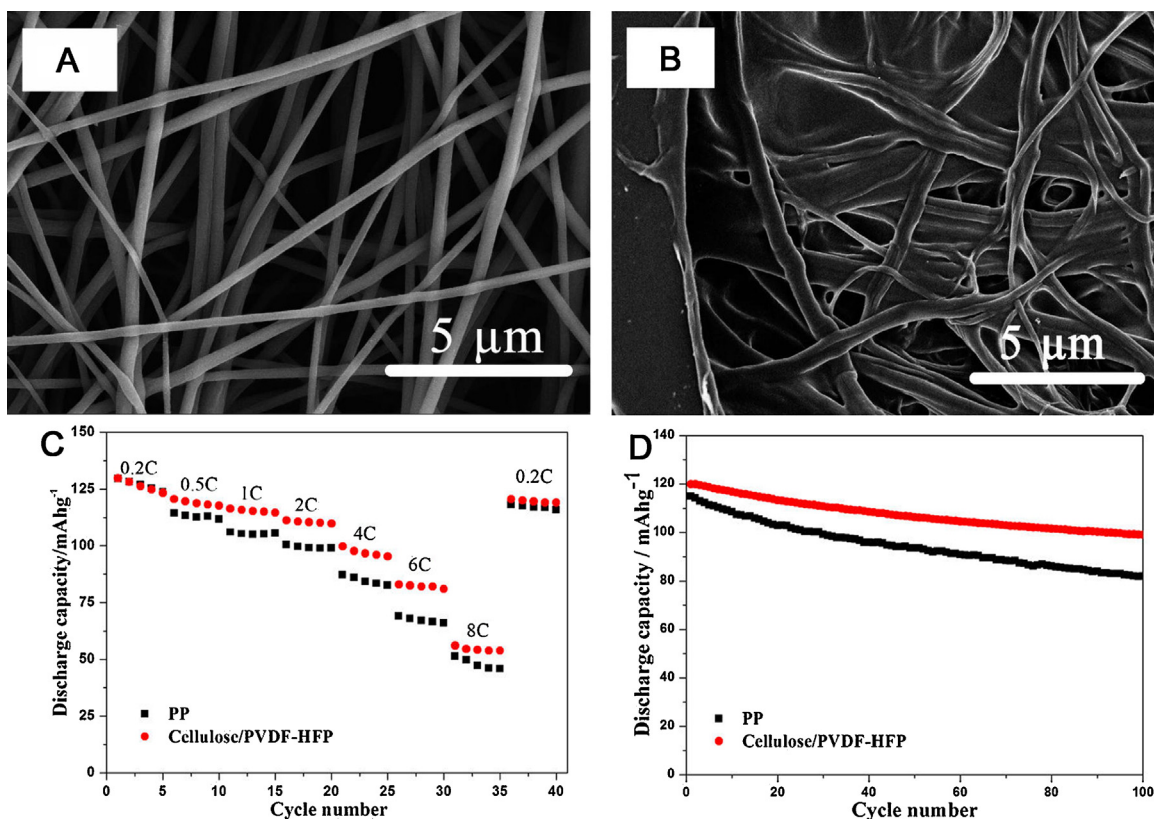 A
5 µm
B
5 µm
C
150
125
100
75
50
25
0
0 5 10 15 20 25 30 35 40
Discharge capacity/mAhg-1
Cycle number
0.2C
0.5C
1C
2C
4C
6C
8C
0.2C
PP
Cellulose/PVDF-HFP
D
140
120
100
80
60
40
20
0
0 20 40 60 80 100
Discharge capacity / mAhg-1
Cycle number
PP
Cellulose/PVDF-HFP